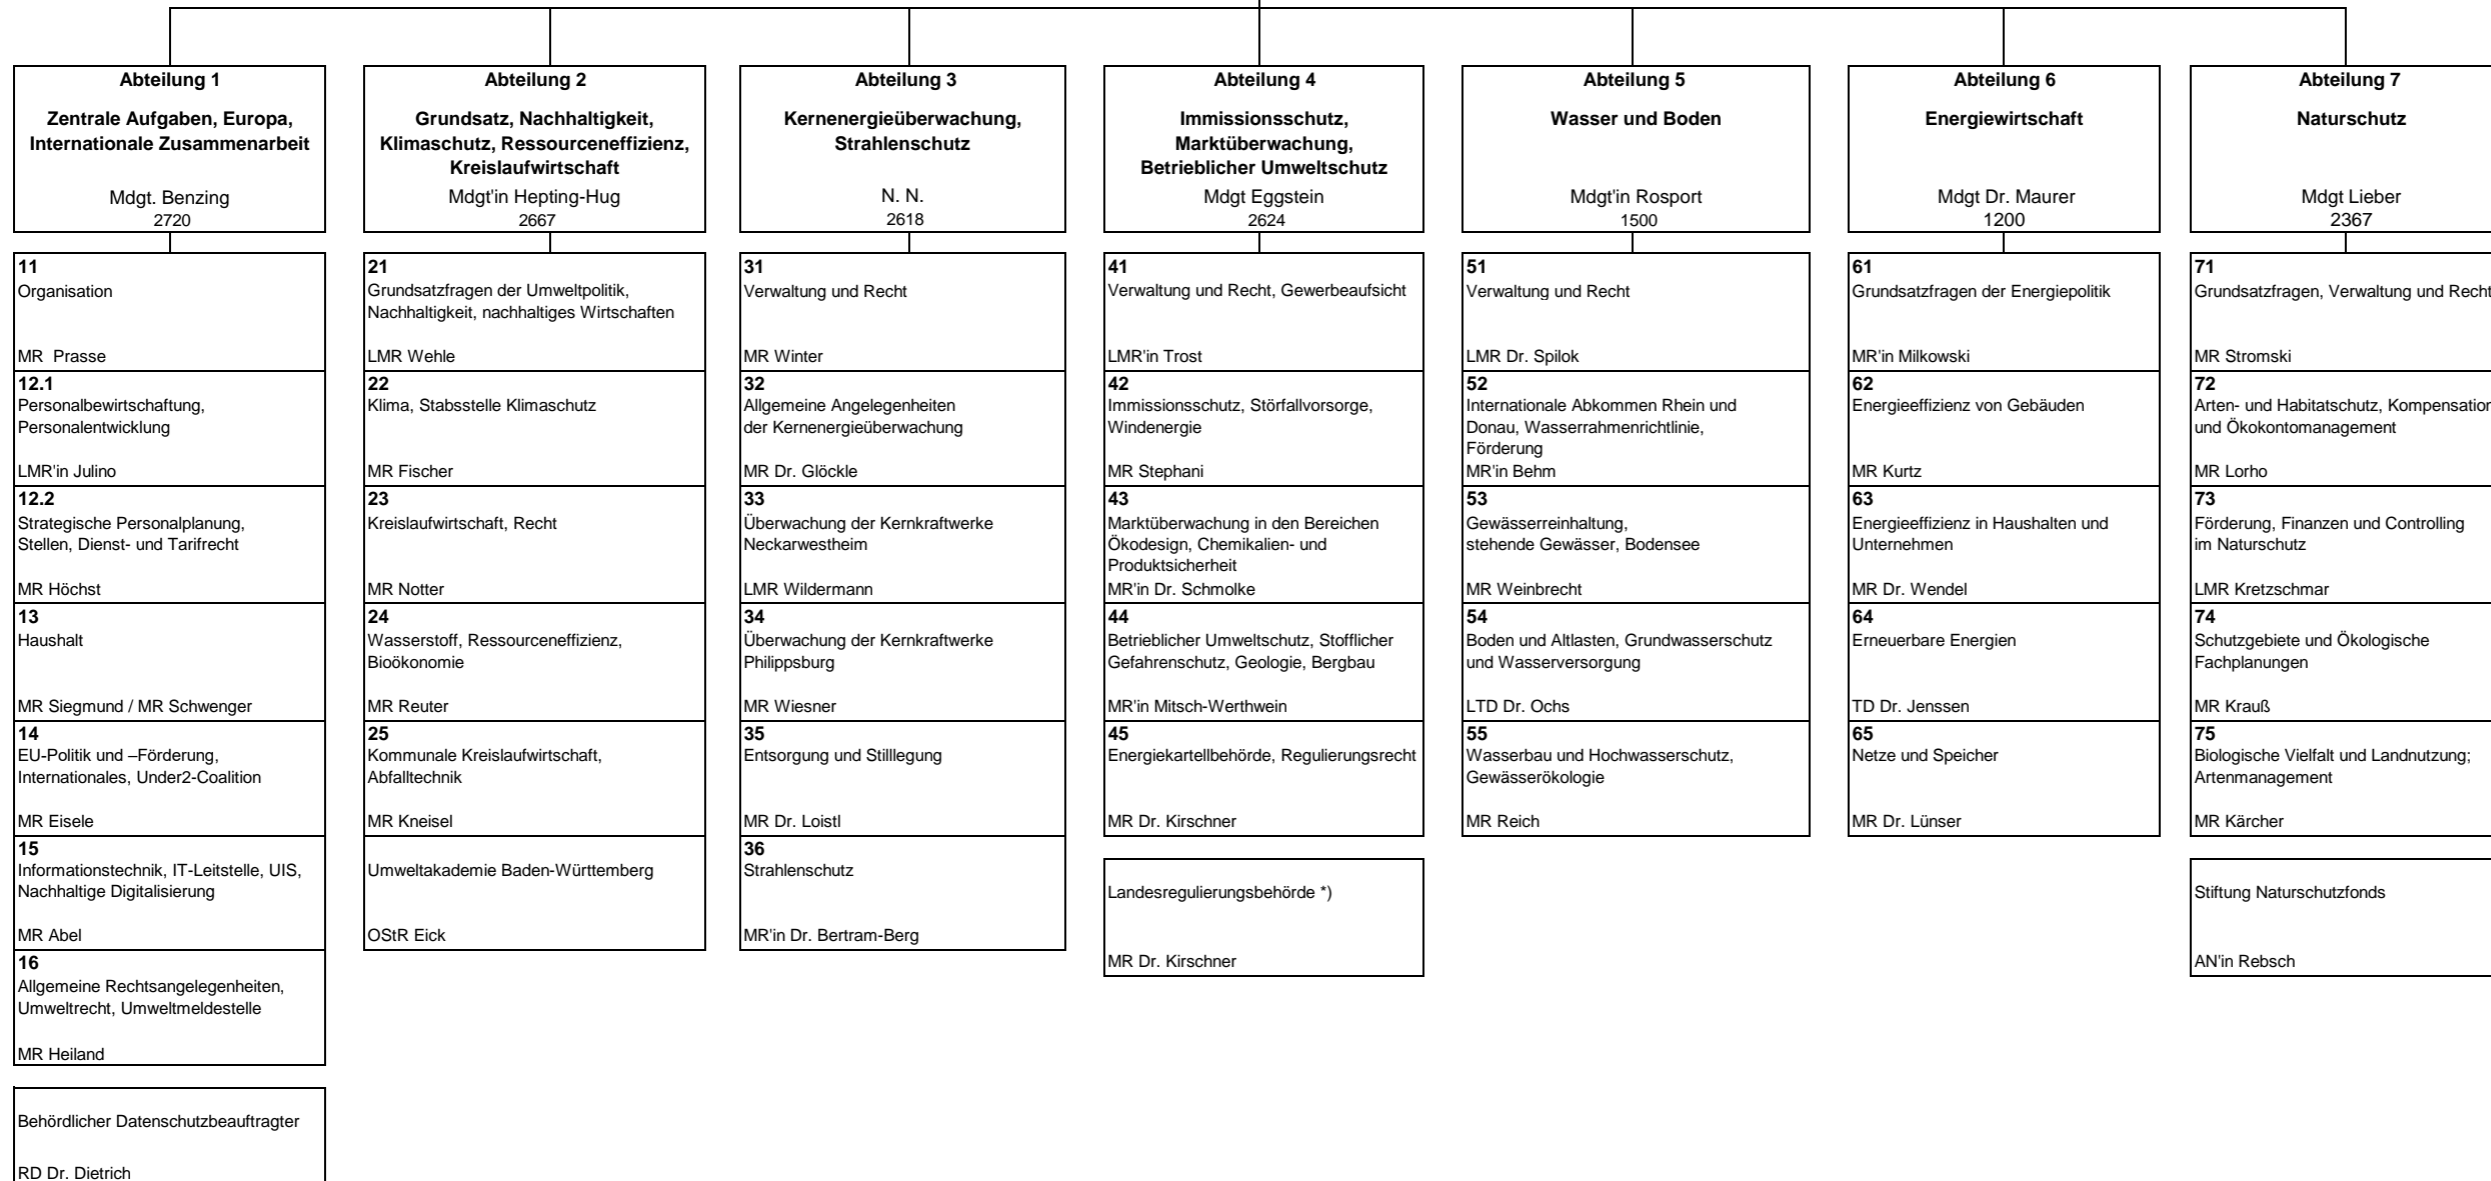 Abteilung 1
Zentrale Aufgaben, Europa,
Internationale Zusammenarbeit
Mdgt. Benzing
2720
11
Organisation
MR Prasse
12.1
Personalbewirtschaftung,
Personalentwicklung
LMR'in Julino
12.2
Strategische Personalplanung,
Stellen, Dienst- und Tarifrecht
MR Höchst
13
Haushalt
MR Siegmund / MR Schwenger
14
EU-Politik und –Förderung,
Internationales, Under2-Coalition
MR Eisele
15
Informationstechnik, IT-Leitstelle, UIS,
Nachhaltige Digitalisierung
MR Abel
16
Allgemeine Rechtsangelegenheiten,
Umweltrecht, Umweltmeldestelle
MR Heiland
Behördlicher Datenschutzbeauftragter
RD Dr. Dietrich
Abteilung 2
Grundsatz, Nachhaltigkeit,
Klimaschutz, Ressourceneffizienz,
Kreislaufwirtschaft
Mdgt'in Hepting-Hug
2667
21
Grundsatzfragen der Umweltpolitik,
Nachhaltigkeit, nachhaltiges Wirtschaften
LMR Wehle
22
Klima, Stabsstelle Klimaschutz
MR Fischer
23
Kreislaufwirtschaft, Recht
MR Notter
24
Wasserstoff, Ressourceneffizienz,
Bioökonomie
MR Reuter
25
Kommunale Kreislaufwirtschaft,
Abfalltechnik
MR Kneisel
Umweltakademie Baden-Württemberg
OStR Eick
Abteilung 3
Kernenergieüberwachung,
Strahlenschutz
N. N.
2618
31
Verwaltung und Recht
MR Winter
32
Allgemeine Angelegenheiten
der Kernenergieüberwachung
MR Dr. Glöckle
33
Überwachung der Kernkraftwerke
Neckarwestheim
LMR Wildermann
34
Überwachung der Kernkraftwerke
Philippsburg
MR Wiesner
35
Entsorgung und Stilllegung
MR Dr. Loistl
36
Strahlenschutz
MR'in Dr. Bertram-Berg
Abteilung 4
Immissionsschutz,
Marktüberwachung,
Betrieblicher Umweltschutz
Mdgt Eggstein
2624
41
Verwaltung und Recht, Gewerbeaufsicht
LMR'in Trost
42
Immissionsschutz, Störfallvorsorge,
Windenergie
MR Stephani
43
Marktüberwachung in den Bereichen
Ökodesign, Chemikalien- und
Produktsicherheit
MR'in Dr. Schmolke
44
Betrieblicher Umweltschutz, Stofflicher
Gefahrenschutz, Geologie, Bergbau
MR'in Mitsch-Werthwein
45
Energiekartellbehörde, Regulierungsrecht
MR Dr. Kirschner
Landesregulierungsbehörde *)
MR Dr. Kirschner
Abteilung 5
Wasser und Boden
Mdgt'in Rosport
1500
51
Verwaltung und Recht
LMR Dr. Spilok
52
Internationale Abkommen Rhein und
Donau, Wasserrahmenrichtlinie,
Förderung
MR'in Behm
53
Gewässerreinhaltung,
stehende Gewässer, Bodensee
MR Weinbrecht
54
Boden und Altlasten, Grundwasserschutz
und Wasserversorgung
LTD Dr. Ochs
55
Wasserbau und Hochwasserschutz,
Gewässerökologie
MR Reich
Abteilung 6
Energiewirtschaft
Mdgt Dr. Maurer
1200
61
Grundsatzfragen der Energiepolitik
MR'in Milkowski
62
Energieeffizienz von Gebäuden
MR Kurtz
63
Energieeffizienz in Haushalten und
Unternehmen
MR Dr. Wendel
64
Erneuerbare Energien
TD Dr. Jenssen
65
Netze und Speicher
MR Dr. Lünser
Abteilung 7
Naturschutz
Mdgt Lieber
2367
71
Grundsatzfragen, Verwaltung und Recht
MR Stromski
72
Arten- und Habitatschutz, Kompensation
und Ökokontomanagement
MR Lorho
73
Förderung, Finanzen und Controlling
im Naturschutz
LMR Kretzschmar
74
Schutzgebiete und Ökologische
Fachplanungen
MR Krauß
75
Biologische Vielfalt und Landnutzung;
Artenmanagement
MR Kärcher
Stiftung Naturschutzfonds
AN'in Rebsch